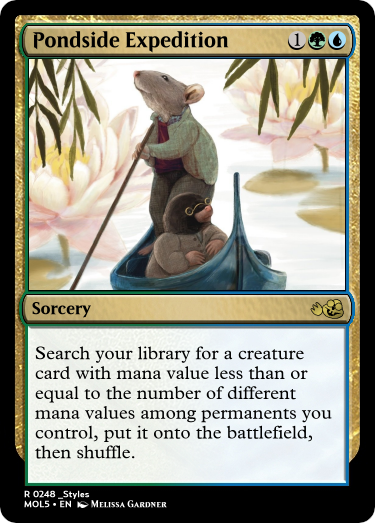 Pondside Expedition 1
Sorcery
Search your library for a creature
card with mana value less than or
equal to the number of different
mana values among permanents you
control, put it onto the battlefield,
then shuffle.
R 0248 _Styles
MOL5 • EN Melissa Gardner